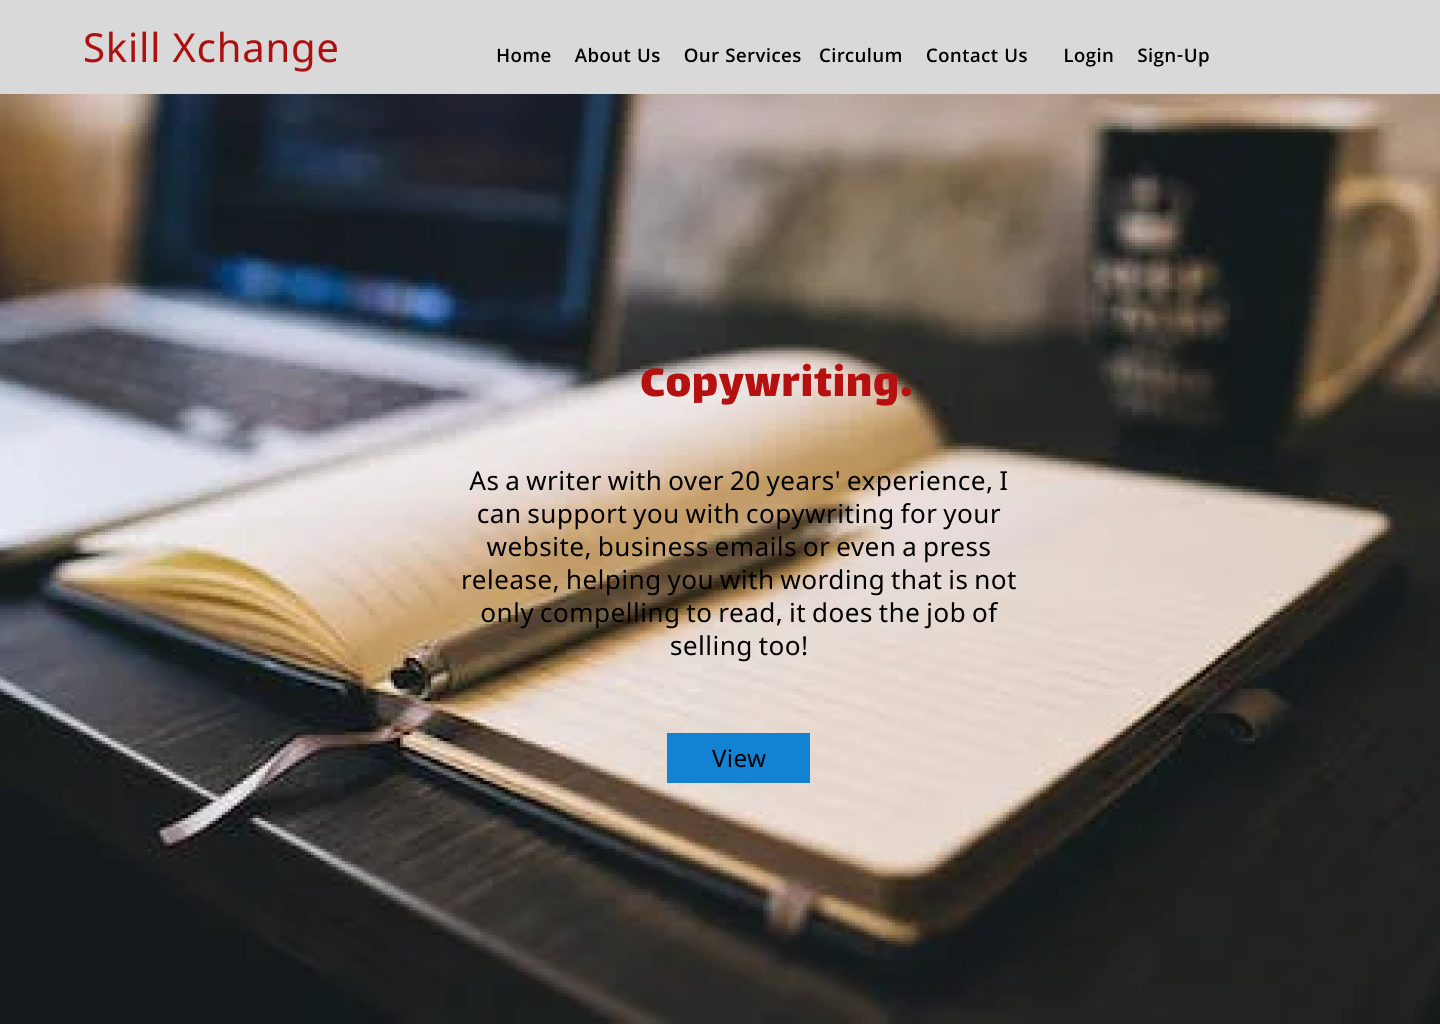 Skill Xchange
Home About Us Our Services Circulum Contact Us Login Sign-Up
Copywriting.
As a writer with over 20 years' experience, I
can support you with copywriting for your
website, business emails or even a press
release, helping you with wording that is not
only compelling to read, it does the job of
selling too!
View